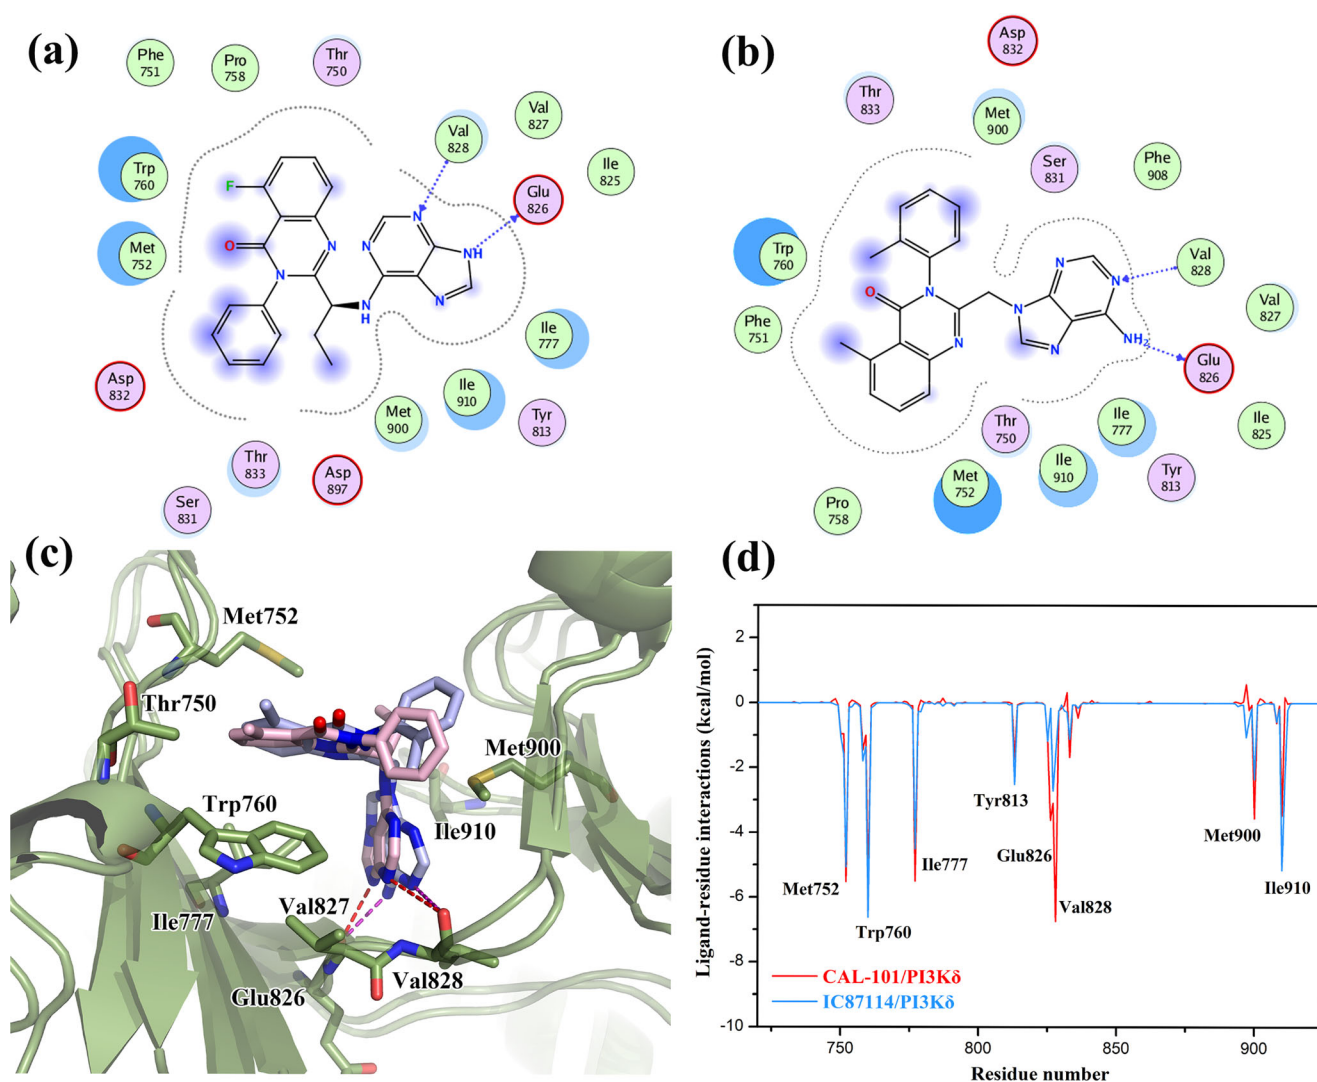 (a)
Phe
751
Pro
758
Thr
750
Val
828
Val
827
Ile
825
Glu
826
Trp
760
Met
752
F
O
N
N
N
N
N
NH
N
H
Ile
777
Ile
910
Met
900
Tyr
813
Asp
832
Thr
833
Asp
897
Ser
831
(b)
Asp
832
Thr
833
Met
900
Ser
831
Phe
908
Trp
760
Phe
751
Val
828
Val
827
Glu
826
Ile
825
O
N
N
N
N
N
N
NH2
Thr
750
Ile
777
Ile
910
Tyr
813
Met
752
Pro
758
(c)
Met752
Thr750
Met900
Trp760
Ile910
Ile777
Val827
Val828
Glu826
(d)
Ligand-residue interactions (kcal/mol)
2
0
-2
-4
-6
-8
-10
750
800
850
900
Residue number
Met752
Trp760
Ile777
Tyr813
Glu826
Val828
Met900
Ile910
CAL-101/PI3Kδ
IC87114/PI3Kδ